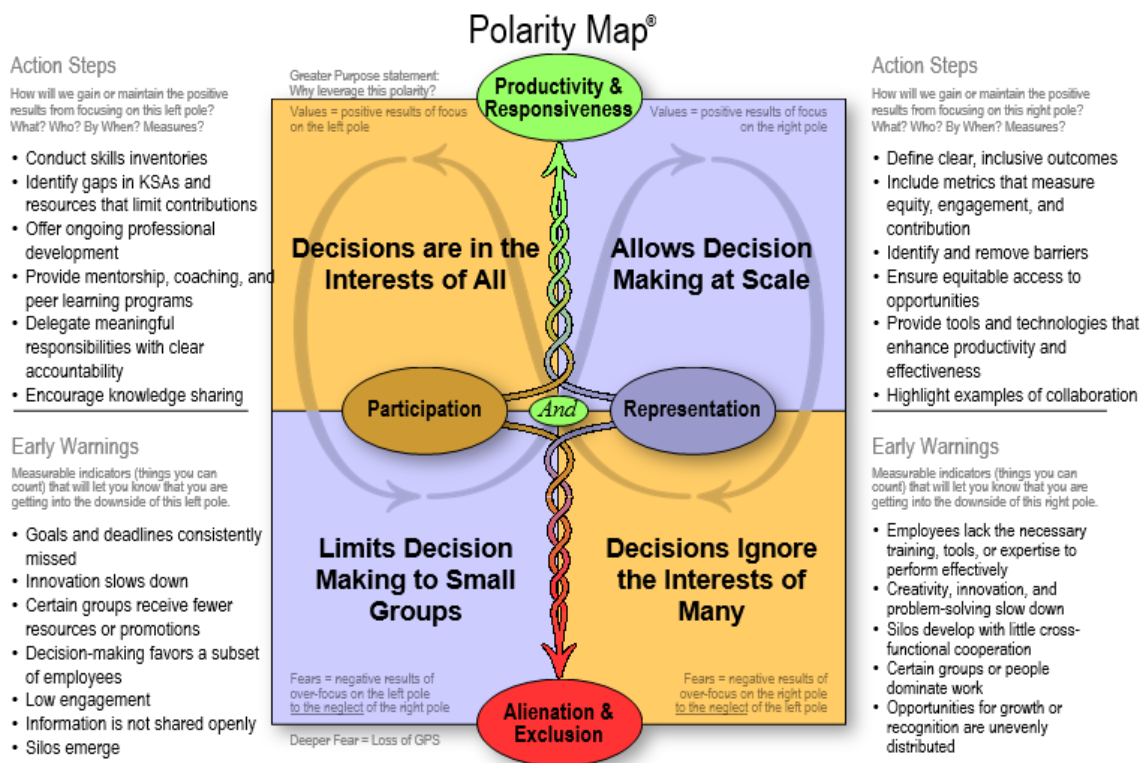 Polarity Map®
Action Steps
How will we gain or maintain the positive
results from focusing on this left pole?
What? Who? By When? Measures?
• Conduct skills inventories
• Identify gaps in KSAs and
resources that limit contributions
• Offer ongoing professional
development
• Provide mentorship, coaching, and
peer learning programs
• Delegate meaningful
responsibilities with clear
accountability
• Encourage knowledge sharing
Early Warnings
Measurable indicators (things you can
count) that will let you know that you are
getting into the downside of this left pole.
• Goals and deadlines consistently
missed
• Innovation slows down
• Certain groups receive fewer
resources or promotions
• Decision-making favors a subset
of employees
• Low engagement
• Information is not shared openly
• Silos emerge
Greater Purpose statement:
Why leverage this polarity?
Productivity &
Responsiveness
Values = positive results of focus
on the left pole
Values = positive results of focus
on the right pole
Decisions are in the
Interests of All
Allows Decision
Making at Scale
Participation
And
Representation
Limits Decision
Making to Small
Groups
Decisions Ignore
the Interests of
Many
Fears = negative results of
over-focus on the left pole
to the neglect of the right pole
Fears = negative results of
over-focus on the right pole
to the neglect of the left pole
Alienation &
Exclusion
Deeper Fear = Loss of GPS
Action Steps
How will we gain or maintain the positive
results from focusing on this right pole?
What? Who? By When? Measures?
• Define clear, inclusive outcomes
• Include metrics that measure
equity, engagement, and
contribution
• Identify and remove barriers
• Ensure equitable access to
opportunities
• Provide tools and technologies that
enhance productivity and
effectiveness
• Highlight examples of collaboration
Early Warnings
Measurable indicators (things you can
count) that will let you know that you are
getting into the downside of this right pole.
• Employees lack the necessary
training, tools, or expertise to
perform effectively
• Creativity, innovation, and
problem-solving slow down
• Silos develop with little cross-
functional cooperation
• Certain groups or people
dominate work
• Opportunities for growth or
recognition are unevenly
distributed